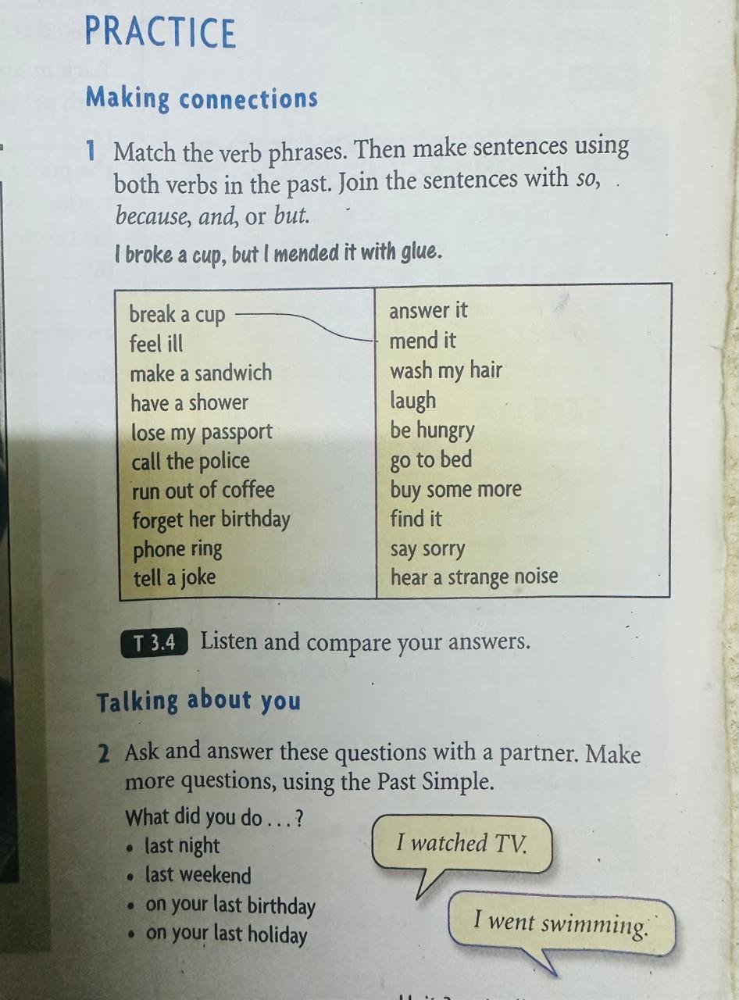 PRACTICE
Making connections
1 Match the verb phrases. Then make sentences using
both verbs in the past. Join the sentences with so,
because, and, or but.
I broke a cup, but I mended it with glue.
break a cup
feel ill
make a sandwich
have a shower
lose my passport
call the police
run out of coffee
forget her birthday
phone ring
tell a joke
answer it
mend it
wash my hair
laugh
be hungry
go to bed
buy some more
find it
say sorry
hear a strange noise
T 3.4 Listen and compare your answers.
Talking about you
2 Ask and answer these questions with a partner. Make
more questions, using the Past Simple.
What did you do . . . ?
• last night
• last weekend
• on your last birthday
• on your last holiday
I watched TV.
I went swimming.